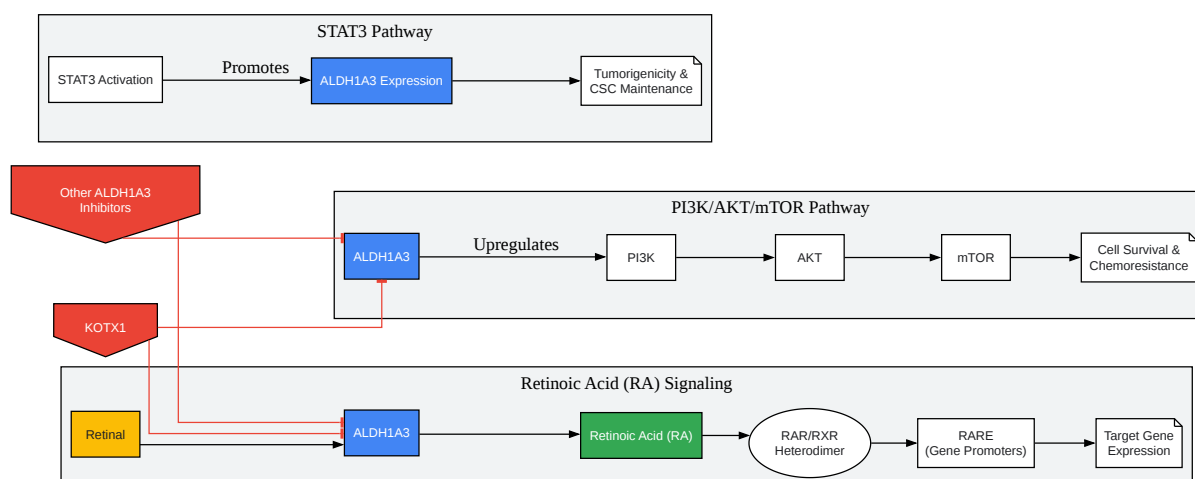 STAT3 Pathway
STAT3 Activation
Promotes
ALDH1A3 Expression
Tumorigenicity &
CSC Maintenance
Other ALDH1A3
Inhibitors
PI3K/AKT/mTOR Pathway
ALDH1A3
Upregulates
PI3K
AKT
mTOR
Cell Survival &
Chemoresistance
KOTX1
Retinoic Acid (RA) Signaling
Retinal
ALDH1A3
Retinoic Acid (RA)
RAR/RXR
Heterodimer
RARE
(Gene Promoters)
Target Gene
Expression